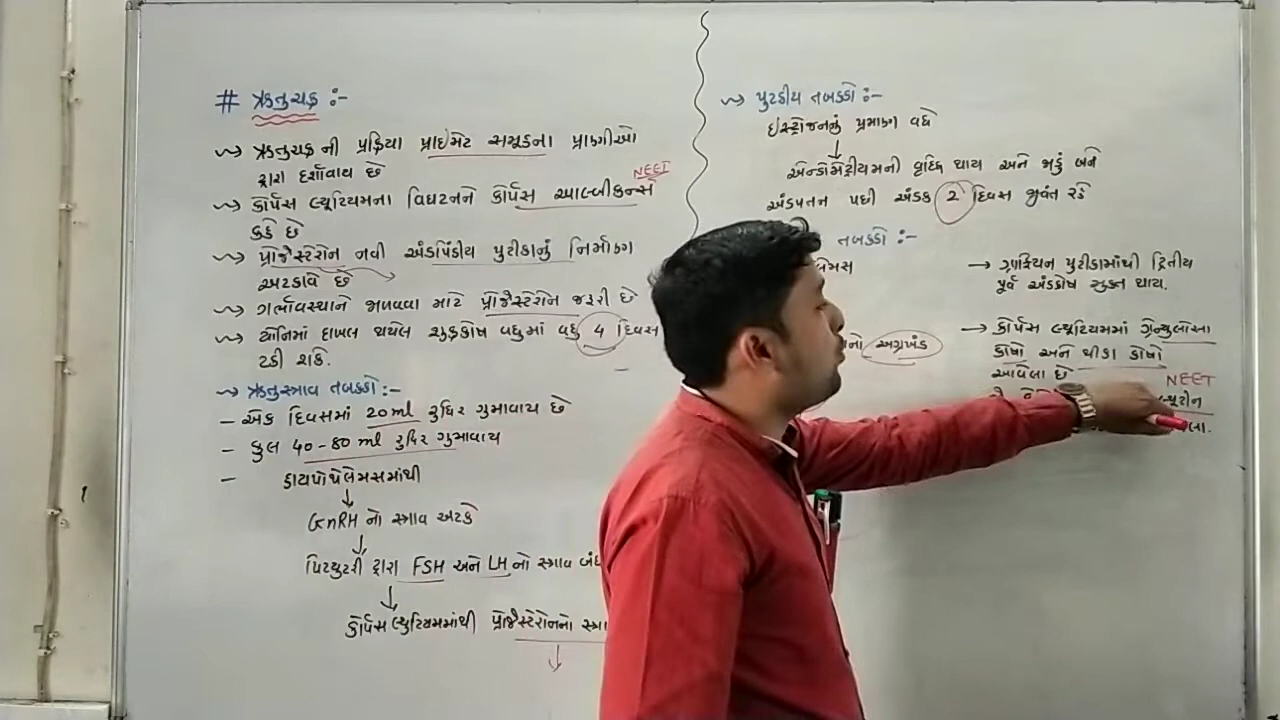 # ઋતુચક્ર :-
ઋતુચક્ર ની પ્રક્રિયા પ્રાઇમેટ સમૂહના પ્રાણીઓ
દ્વારા દર્શાવાય છે
NEET
કોર્પસ લ્યુટિયમના વિઘટનને કોર્પસ આલ્બીકન્સ
કહે છે
પ્રોજેસ્ટેરોન નવી અંડપિંડીય પુટીકાનું નિર્માણ
અટકાવે છે
ગર્ભાવસ્થાને જાળવવા માટે પ્રોજેસ્ટેરોન જરૂરી છે
યોનિમાં દાખલ થયેલ શુક્રકોષ વધુમાં વધુ 4 દિવસ
ટકી શકે.
ઋતુસ્ત્રાવ તબક્કો :-
- એક દિવસમાં 20 ml રુધિર ગુમાવાય છે
- કુલ 40-80 ml રુધિર ગુમાવાય
- હાયપોથેલેમસમાંથી
↓
GnRH નો સ્ત્રાવ અટકે
↓
પિટ્યુટરી દ્વારા FSH અને LH નો સ્ત્રાવ બંધ
↓
કોર્પસ લ્યુટિયમમાંથી પ્રોજેસ્ટેરોનનો સ્ત્રા
↓
પુટકીય તબક્કો :-
ઇસ્ટ્રોજનનું પ્રમાણ વધે
↓
એન્ડોમેટ્રીયમની વૃદ્ધિ થાય અને જાડું બને
અંડપતન પછી અંડક 2 દિવસ જીવંત રહે
તબક્કો :-
અગ્રખંડ
→ ગ્રાફિયન પુટીકામાંથી દ્વિતીય
પૂર્વ અંડકોષ મુક્ત થાય.
→ કોર્પસ લ્યુટિયમમાં ગ્રેન્યુલોસા
કોષો અને થીકા કોષો
આવેલા છે
NEET